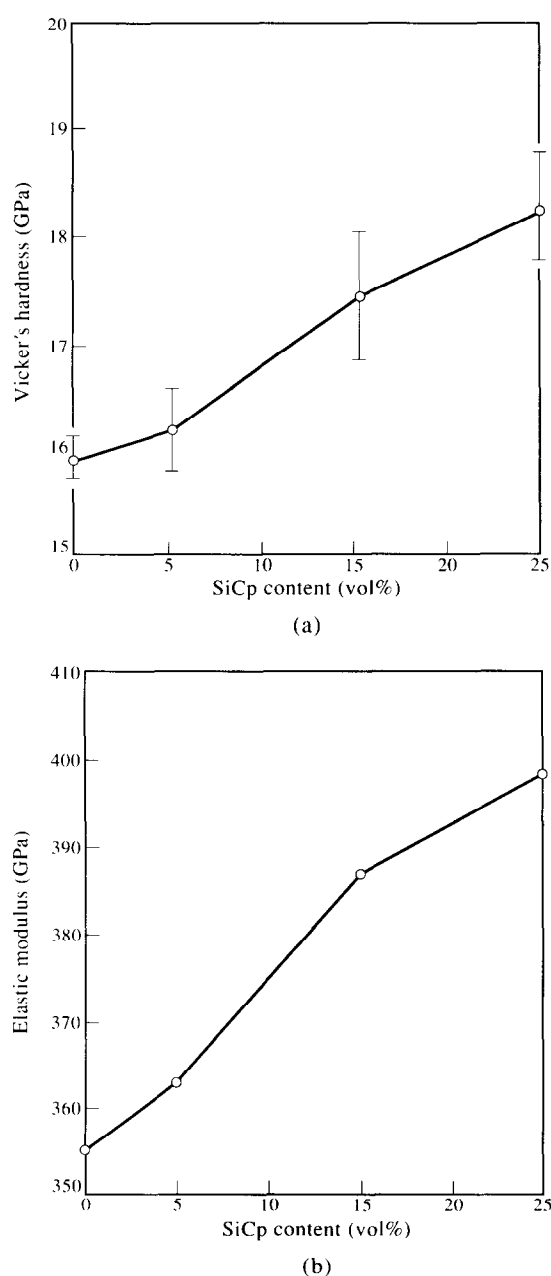 20
19
18
17
16
15
Vicker's hardness (GPa)
0 5 10 15 20 25
SiCp content (vol%)
(a)
410
400
390
380
370
360
350
Elastic modulus (GPa)
0 5 10 15 20 25
SiCp content (vol%)
(b)